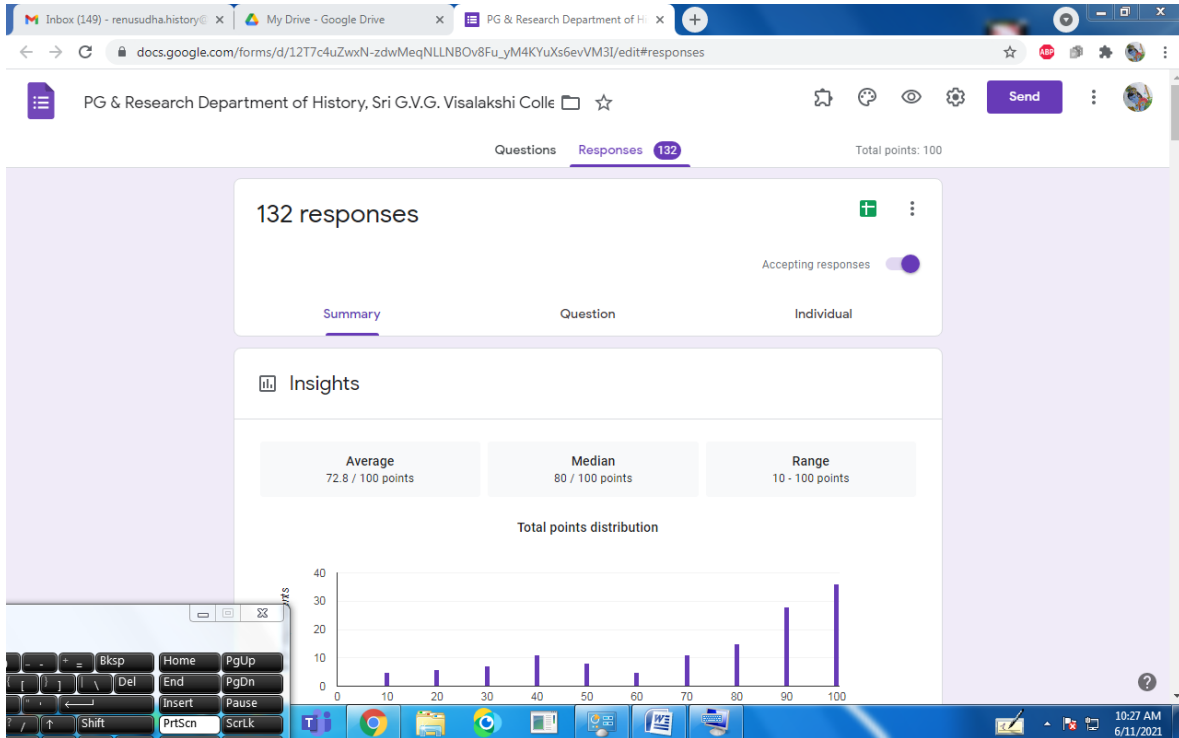 Inbox (149) - renusudha.history@
My Drive - Google Drive
PG & Research Department of Hi
docs.google.com/forms/d/12T7c4uZwxN-zdwMeqNLLNBOv8Fu_yM4KYuXs6evVM3I/edit#responses
ABP
PG & Research Department of History, Sri G.V.G. Visalakshi Colle
Send
Questions Responses 132
Total points: 100
132 responses
Accepting responses
Summary Question Individual
Insights
Average Median Range
72.8 / 100 points 80 / 100 points 10 - 100 points
Total points distribution
40
30
20
10
0
0 10 20 30 40 50 60 70 80 90 100
- - + = Bksp Home PgUp
{ [ } ] | \ Del End PgDn
" ' Insert Pause
? / Shift PrtScn ScrLk
10:27 AM
6/11/2021